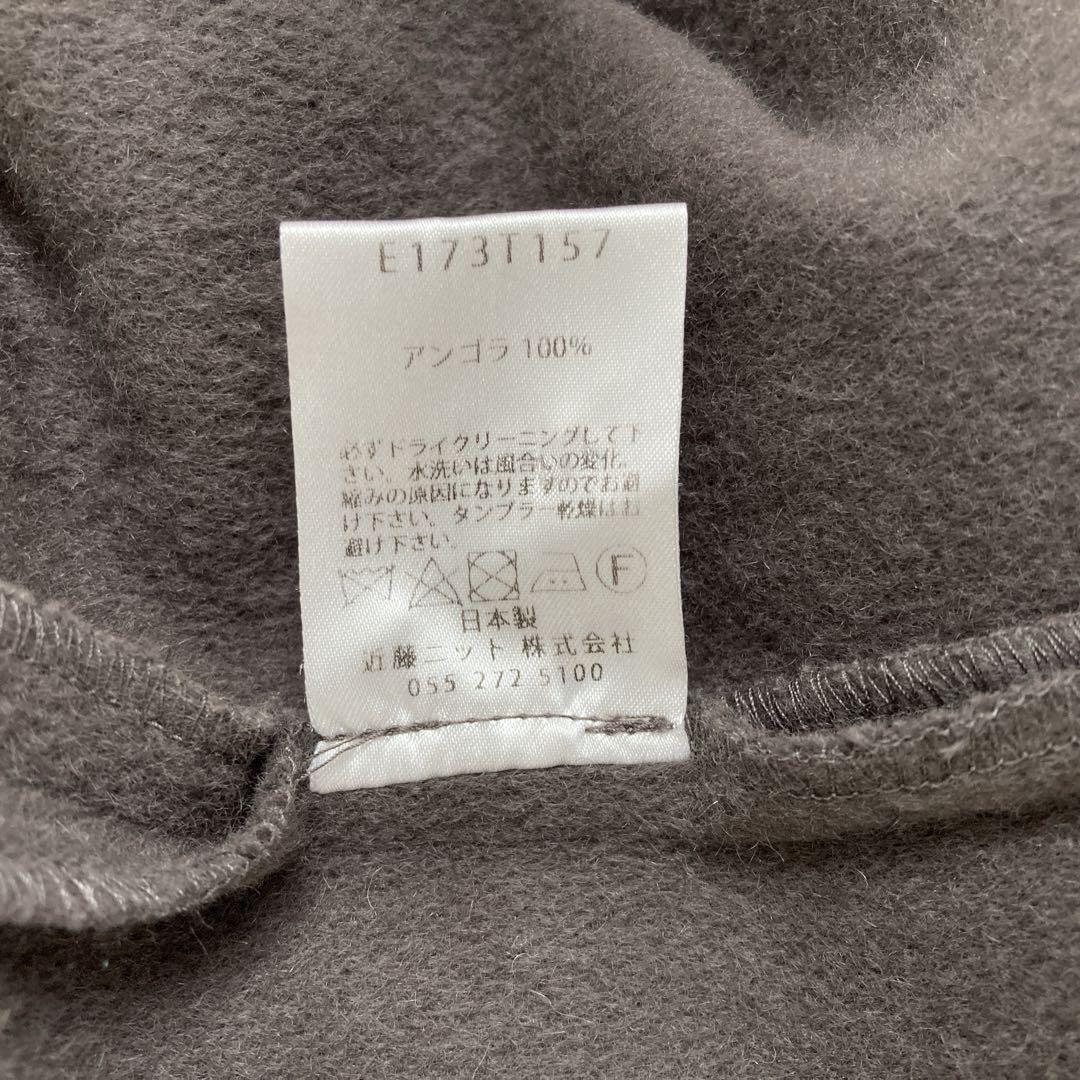 E173T157
アンゴラ 100%
必ずドライクリーニングして下
さい。水洗いは風合いの変化、
縮みの原因になりますのでお避
け下さい。タンブラー乾燥はお
避け下さい。
F
日本製
近藤ニット 株式会社
055 272 5100